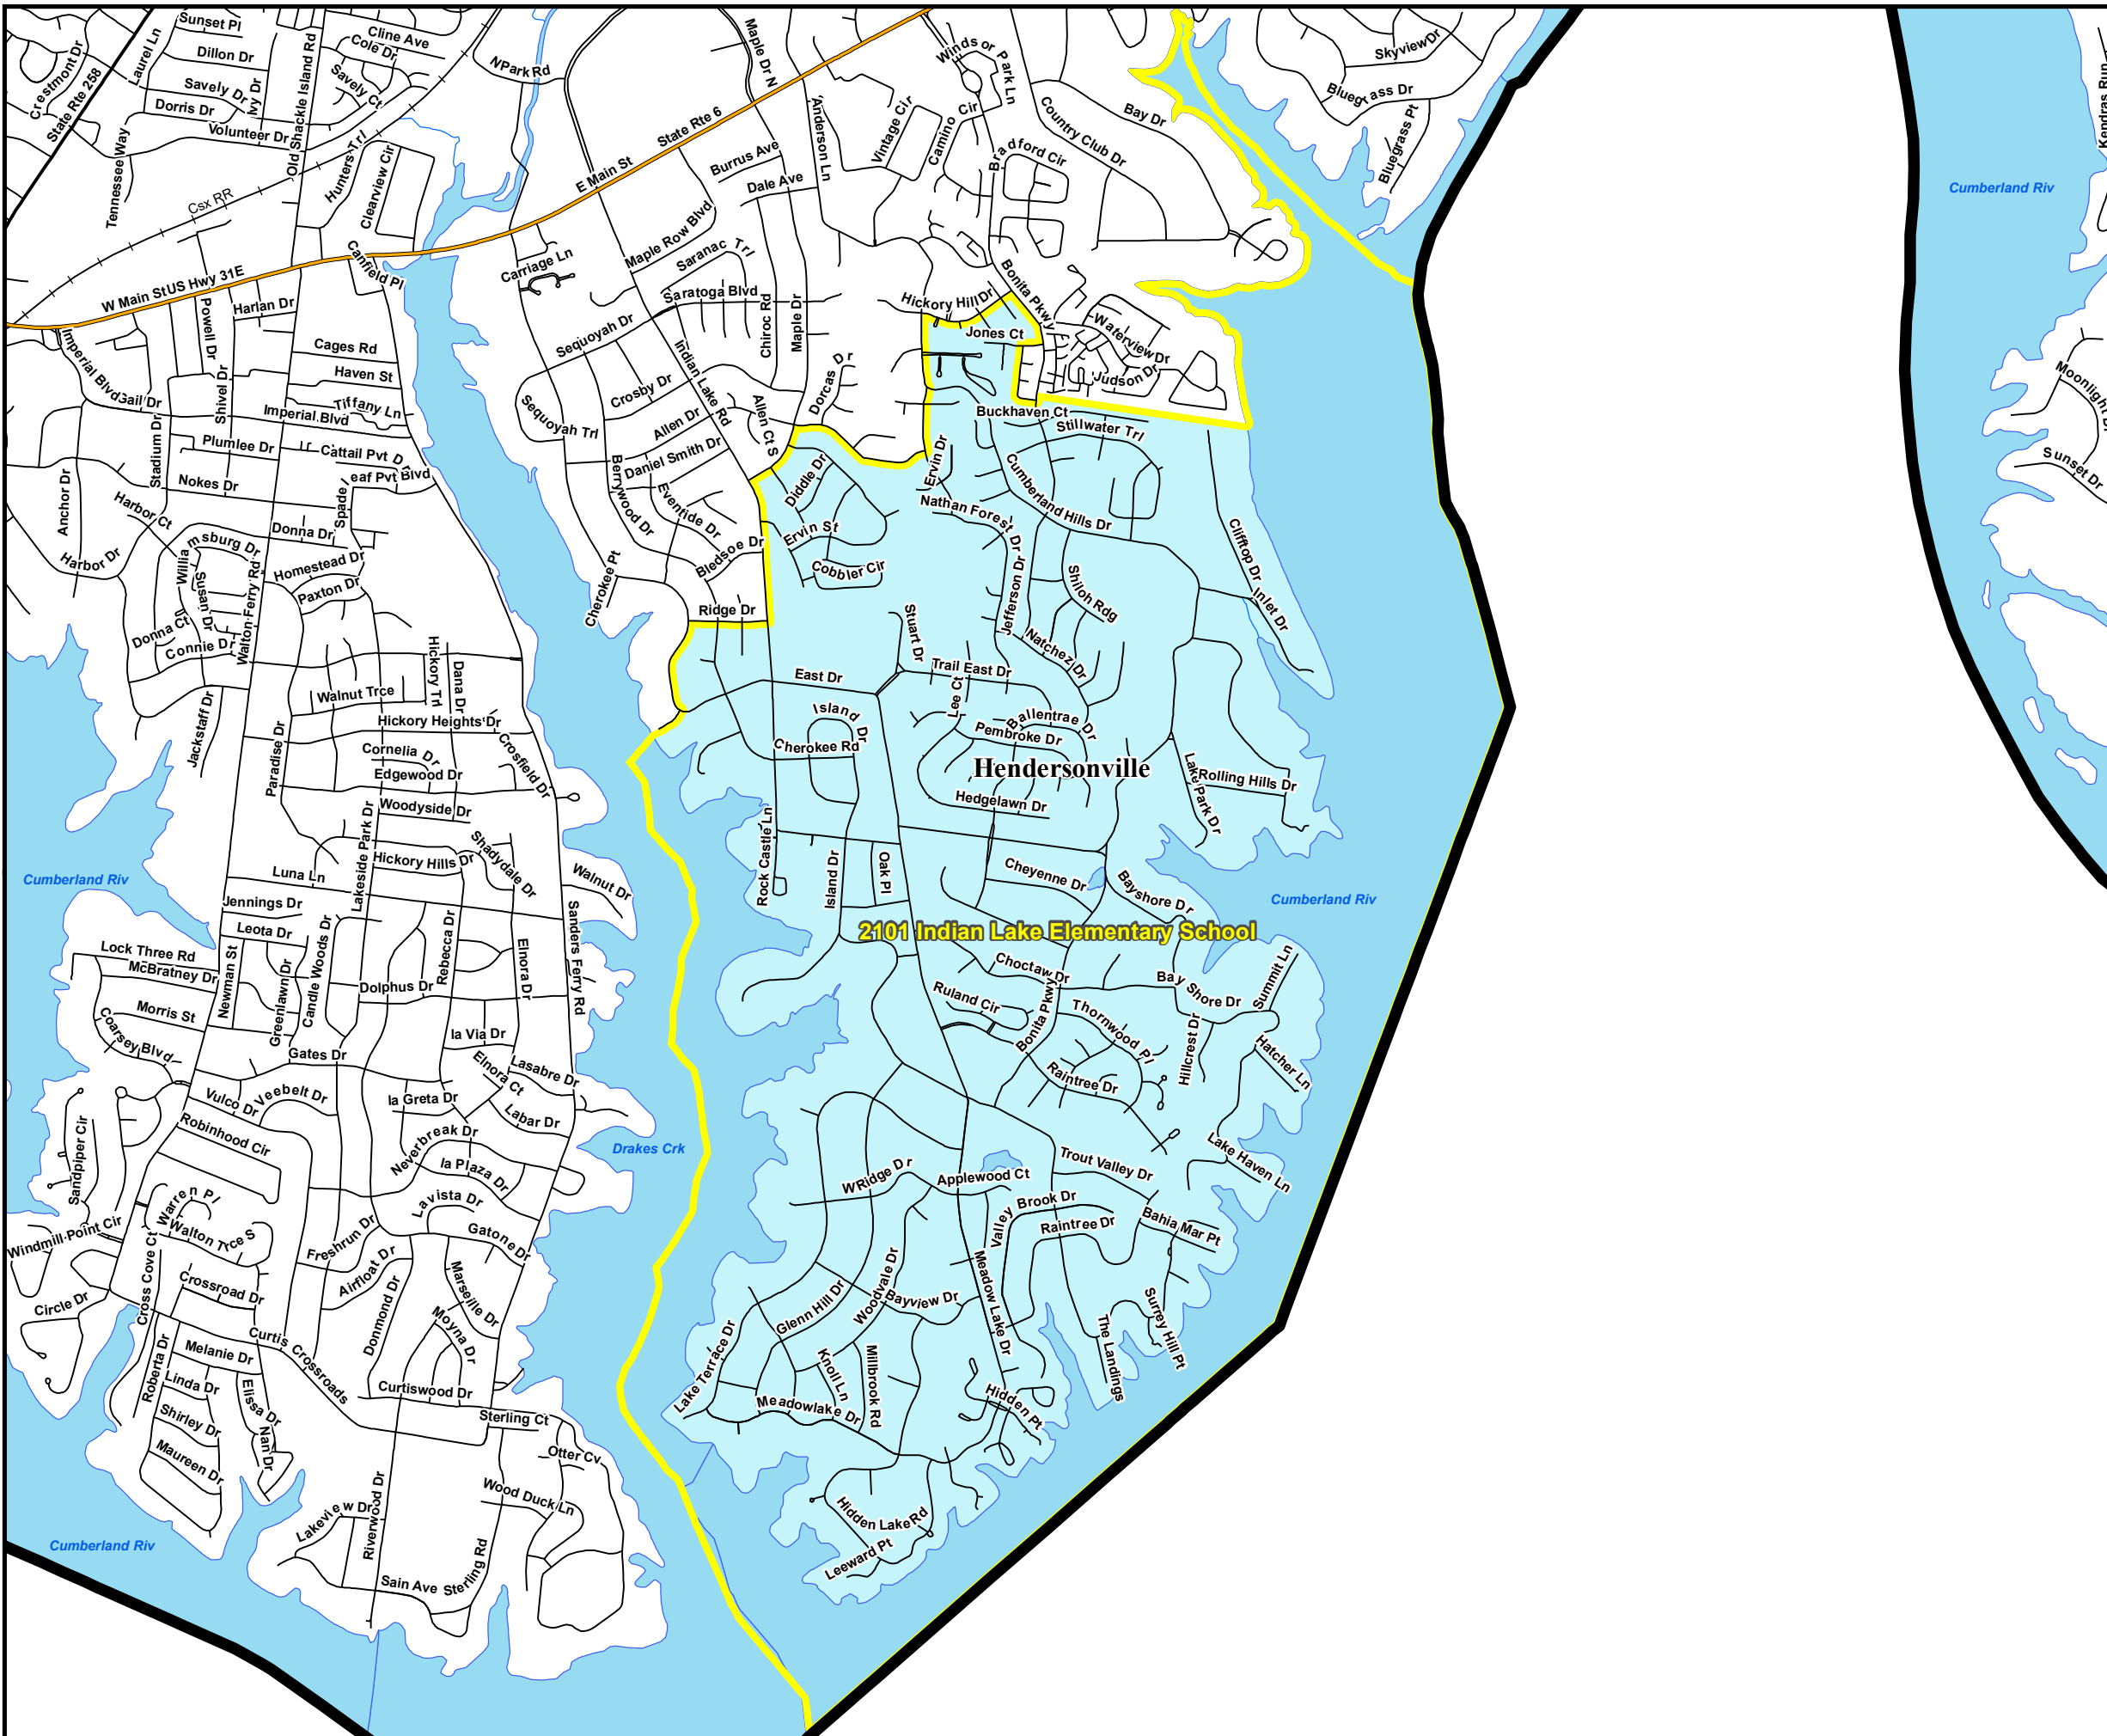 Sunset Pl
Cline Ave
Cole Dr
Dillon Dr
Laurel Ln
Crestmont Dr
State Rte 258
Savely Dr
Ivy Dr
Savely Ct
Dorris Dr
Volunteer Dr
Old Shackle Island Rd
Tennessee Way
Hunters Trl
Clearview Cir
Csx RR
N Park Rd
Maple Dr N
State Rte 6
E Main St
Burrus Ave
Dale Ave
Anderson Ln
Vintage Cir
Camino Cir
Windsor Park Ln
Country Club Dr
Bradford Cir
Bay Dr
Skyview Dr
Bluegrass Dr
Bluegrass Pt
Cumberland Riv
Kendras Run
Moonlight Dr
Sunset Dr
Canfield Pl
W Main St US Hwy 31E
Harlan Dr
Powell Dr
Carriage Ln
Maple Row Blvd
Saranac Trl
Saratoga Blvd
Chiroc Rd
Maple Dr
Hickory Hill Dr
Bonita Pkwy
Jones Ct
Waterview Dr
Judson Dr
Imperial Blvd
Gail Dr
Cages Rd
Haven St
Tiffany Ln
Shivel Dr
Imperial Blvd
Stadium Dr
Plumlee Dr
Cattail Pvt D
Spade
eaf Pvt Blvd
Nokes Dr
Anchor Dr
Harbor Ct
Harbor Dr
Donna Dr
Williamsburg Dr
Homestead Dr
Paxton Dr
Susan Dr
Donna Ct
Connie Dr
Walton Ferry Rd
Sequoyah Dr
Indian Lake Rd
Crosby Dr
Sequoyah Trl
Allen Dr
Allen Ct S
Dorcas Dr
Daniel Smith Dr
Berrywood Dr
Eventide Dr
Bledsoe Dr
Cherokee Pt
Ridge Dr
Buckhaven Ct
Stillwater Trl
Ervin Dr
Diddle Dr
Ervin St
Cobbler Cir
Nathan Forest Dr
Cumberland Hills Dr
Jefferson Dr
Shiloh Rdg
Natchez Dr
Clifftop Dr
Inlet Dr
Stuart Dr
East Dr
Trail East Dr
Lee Ct
Ballentrae Dr
Pembroke Dr
Island Dr
Cherokee Rd
Hendersonville
Hedgelawn Dr
Lake Park Dr
Rolling Hills Dr
Hickory Trl
Dana Dr
Walnut Trce
Jackstaff Dr
Hickory Heights Dr
Paradise Dr
Cornelia Dr
Crosfield Dr
Edgewood Dr
Woodyside Dr
Lakeside Park Dr
Hickory Hills Dr
Shadydale Dr
Walnut Dr
Luna Ln
Cumberland Riv
Jennings Dr
Leota Dr
Lock Three Rd
McBratney Dr
Newman St
Greenlawn Dr
Candle Woods Dr
Rebecca Dr
Elnora Dr
Sanders Ferry Rd
Dolphus Dr
Morris St
Coarsey Blvd
Gates Dr
la Via Dr
Elnora Ct
Lasabre Dr
Rock Castle Ln
Island Dr
Oak Pl
Cheyenne Dr
Bayshore Dr
Cumberland Riv
2101 Indian Lake Elementary School
Choctaw Dr
Bay Shore Dr
Summit Ln
Ruland Cir
Bonita Pkwy
Thornwood Pl
Hillcrest Dr
Hatcher Ln
Raintree Dr
Vulco Dr
Veebelt Dr
la Greta Dr
Labar Dr
Robinhood Cir
Neverbreak Dr
la Plaza Dr
Drakes Crk
Sandpiper Cir
Warren Pl
Walton Trce S
Windmill Point Cir
Lavista Dr
Gatone Dr
Freshrun Dr
Airfloat Dr
Crossroad Dr
Cross Cove Ct
Circle Dr
Donmond Dr
Marseille Dr
Moyna Dr
Curtis Crossroads
Roberta Dr
Melanie Dr
Linda Dr
Elissa Dr
Shirley Dr
Nan Dr
Maureen Dr
Curtiswood Dr
Sterling Ct
Otter Cv
Wood Duck Ln
Lakeview Dr
Riverwood Dr
Sain Ave
Sterling Rd
Cumberland Riv
Lake Haven Ln
Trout Valley Dr
W Ridge Dr
Applewood Ct
Valley Brook Dr
Raintree Dr
Bahia Mar Pt
Meadow Lake Dr
Woodvale Dr
Bayview Dr
Glenn Hill Dr
Lake Terrace Dr
Knoll Ln
Millbrook Rd
Meadowlake Dr
Hidden Pt
The Landings
Surrey Hill Pt
Hidden Lake Rd
Leeward Pt